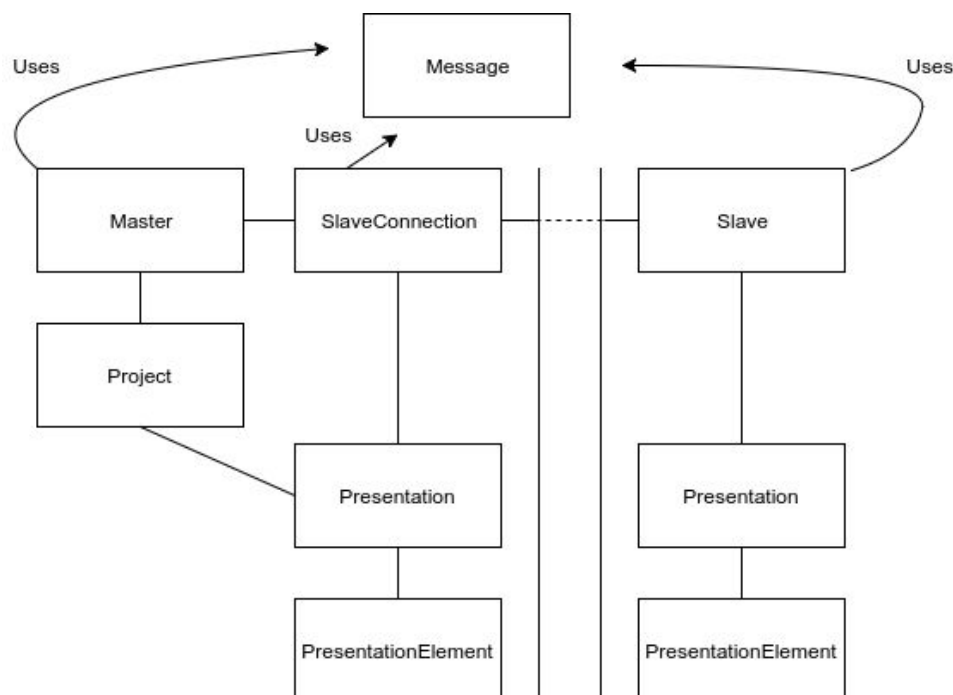 Message
Uses
Uses
Uses
Master
SlaveConnection
Slave
Project
Presentation
Presentation
PresentationElement
PresentationElement